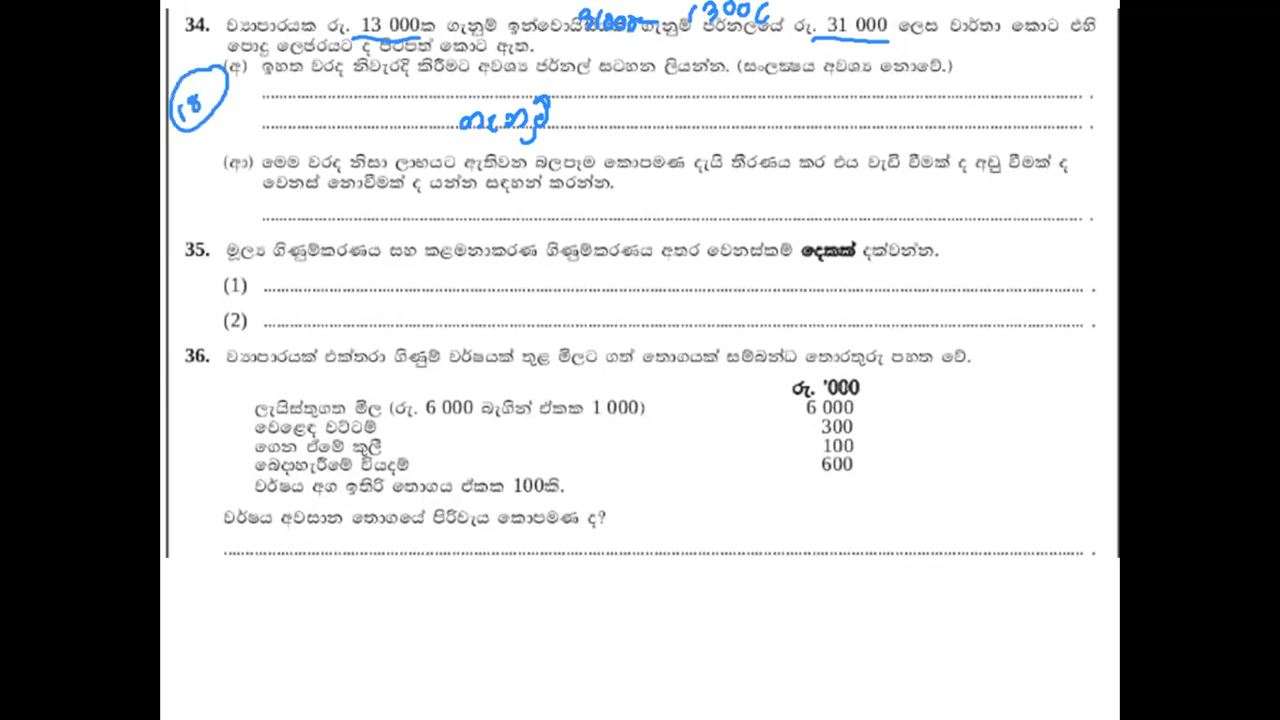 34. ව්‍යාපාරයක රු. 13 000ක ගැනුම් ගැනුම් ජර්නලයේ රු. 31 000 ලෙස වාර්තා කොට එහි
පොදු ලෙජරයට ද පිටපත් කොට ඇත.
(අ) ඉහත වරද නිවැරදි කිරීමට අවශ්‍ය ජර්නල් සටහන ලියන්න. (සංලක්‍ෂය අවශ්‍ය නොවේ.)
18
ගැනුම්
(ආ) මෙම වරද නිසා ලාභයට ඇතිවන බලපෑම කොපමණ දැයි තීරණය කර එය වැඩි වීමක් ද අඩු වීමක් ද
වෙනස් නොවීමක් ද යන්න සඳහන් කරන්න.
35. මූල්‍ය ගිණුම්කරණය සහ කළමනාකරණ ගිණුම්කරණය අතර වෙනස්කම් දෙකක් දක්වන්න.
(1)
(2)
36. ව්‍යාපාරයක් එක්තරා ගිණුම් වර්ෂයක් තුළ මිලට ගත් තොගයක් සම්බන්ධ තොරතුරු පහත වේ.
රු. '000
ලැයිස්තුගත මිල (රු. 6 000 බැගින් ඒකක 1 000) 6 000
වෙළෙඳ වට්ටම් 300
ගෙන ඒමේ කුලී 100
බෙදාහැරීමේ වියදම් 600
වර්ෂය අග ඉතිරි තොගය ඒකක 100කි.
වර්ෂය අවසාන තොගයේ පිරිවැය කොපමණ ද?